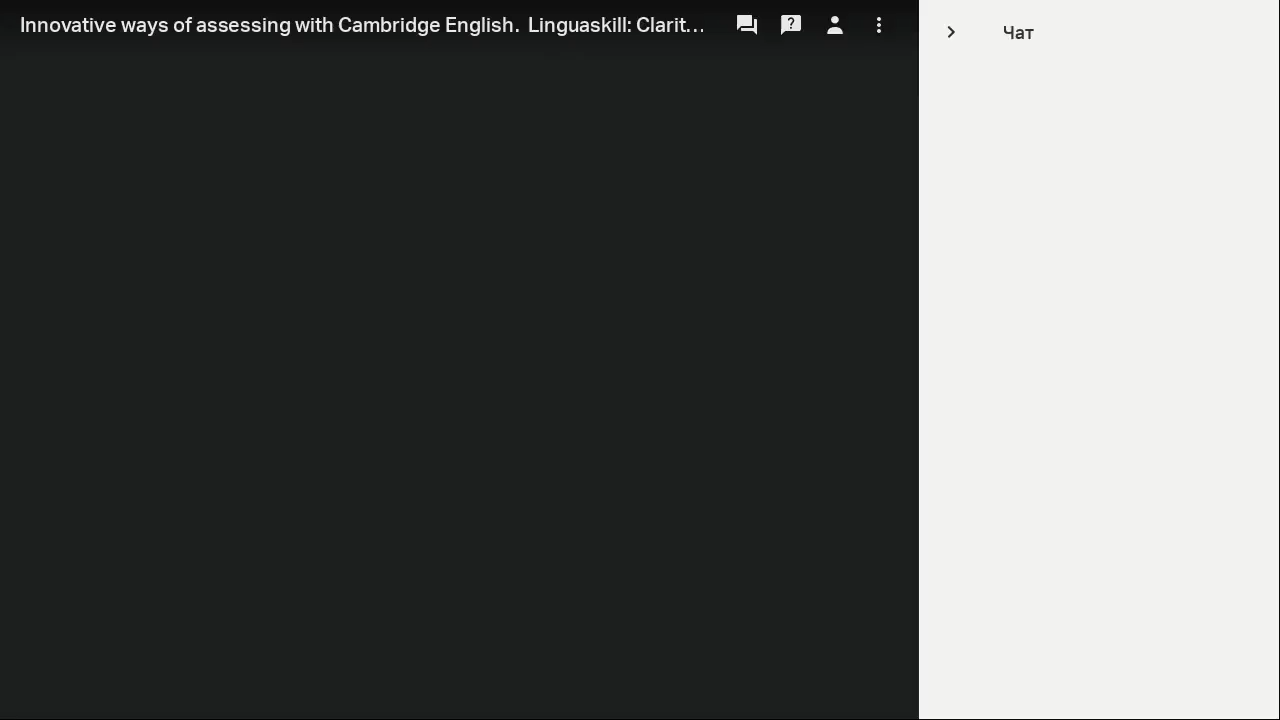 Innovative ways of assessing with Cambridge English.  Linguaskill: Clarit...
Чат